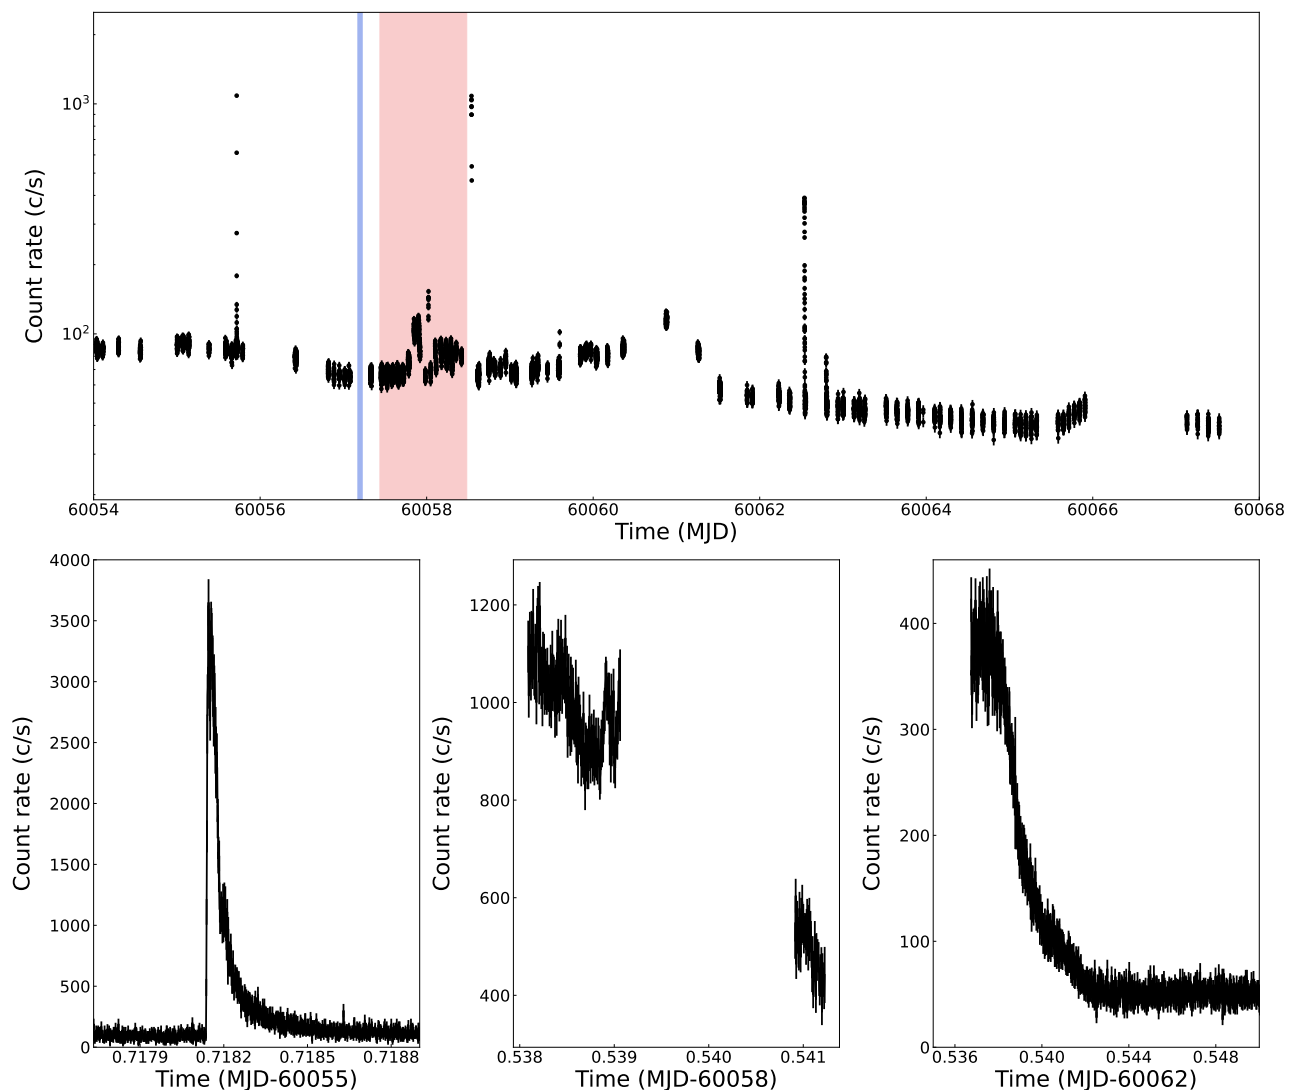 10³
10²
Count rate (c/s)
60054 60056 60058 60060 60062 60064 60066 60068
Time (MJD)
4000
3500
3000
2500
2000
1500
1000
500
0
Count rate (c/s)
0.7179 0.7182 0.7185 0.7188
Time (MJD-60055)
1200
1000
800
600
400
Count rate (c/s)
0.538 0.539 0.540 0.541
Time (MJD-60058)
400
300
200
100
0
Count rate (c/s)
0.536 0.540 0.544 0.548
Time (MJD-60062)